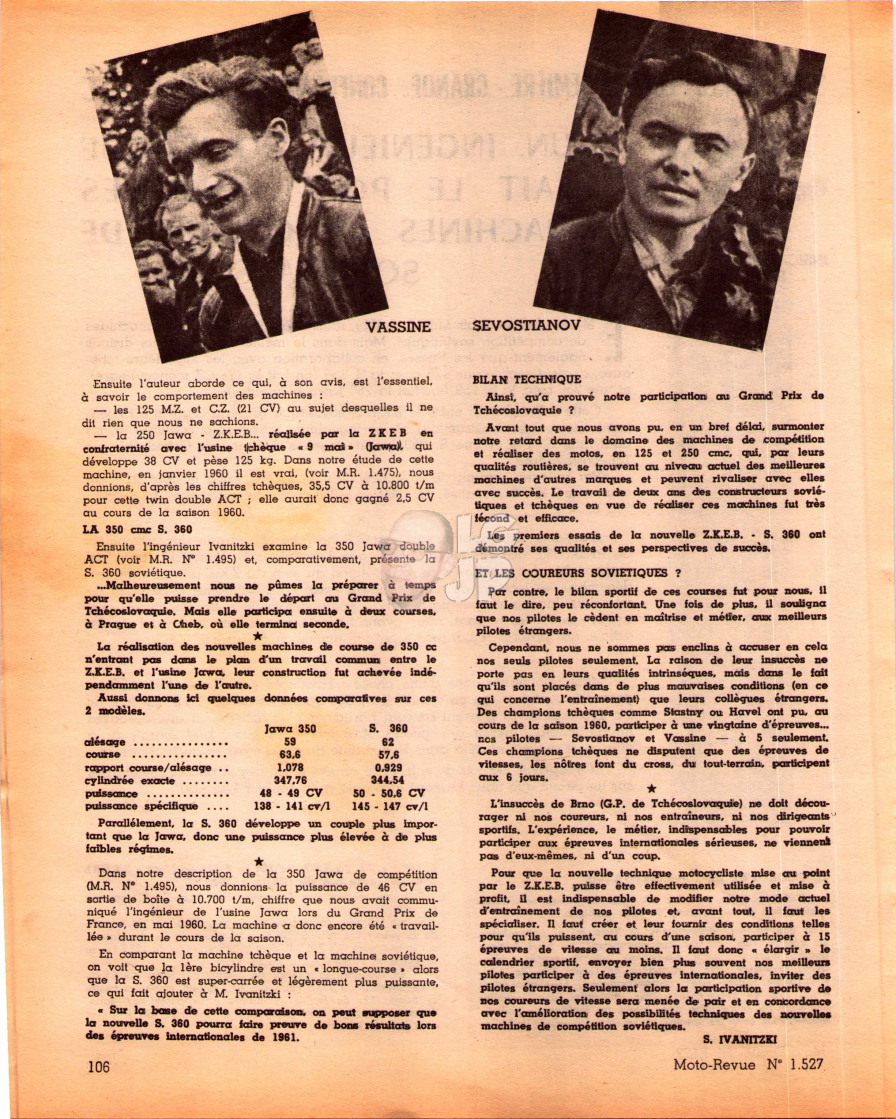 VASSINE SEVOSTIANOV
Ensuite l'auteur aborde ce qui, à son avis, est l'essentiel,
à savoir le comportement des machines :
— les 125 M.Z. et C.Z. (21 CV) au sujet desquelles il ne
dit rien que nous ne sachions.
— la 250 Jawa - Z.K.E.B... réalisée par la ZKEB en
confraternité avec l'usine tchèque « 9 mai » (Jawa), qui
développe 38 CV et pèse 125 kg. Dans notre étude de cette
machine, en janvier 1960 il est vrai, (voir M.R. 1.475), nous
donnions, d'après les chiffres tchèques, 35,5 CV à 10.800 t/m
pour cette twin double ACT ; elle aurait donc gagné 2,5 CV
au cours de la saison 1960.
LA 350 cmc S. 360
Ensuite l'ingénieur Ivanitzki examine la 350 Jawa double
ACT (voir M.R. N° 1.495) et, comparativement, présente la
S. 360 soviétique.
...Malheureusement nous ne pûmes la préparer à temps
pour qu'elle puisse prendre le départ au Grand Prix de
Tchécoslovaquie. Mais elle participa ensuite à deux courses,
à Prague et à Cheb, où elle termina seconde.
★
La réalisation des nouvelles machines de course de 350 cc
n'entrant pas dans le plan d'un travail commun entre le
Z.K.E.B. et l'usine Jawa, leur construction fut achevée indé-
pendamment l'une de l'autre.
Aussi donnons ici quelques données comparatives sur ces
2 modèles.
Jawa 350 S. 360
alésage ................ 59 62
course ................ 63,6 57,6
rapport course/alésage .. 1,078 0,929
cylindrée exacte ........ 347,76 344,54
puissance .............. 48 - 49 CV 50 - 50,6 CV
puissance spécifique .... 138 - 141 cv/l 145 - 147 cv/l
Parallèlement, la S. 360 développe un couple plus impor-
tant que la Jawa, donc une puissance plus élevée à de plus
faibles régimes.
★
Dans notre description de la 350 Jawa de compétition
(M.R. N° 1.495), nous donnions la puissance de 46 CV en
sortie de boîte à 10.700 t/m, chiffre que nous avait commu-
niqué l'ingénieur de l'usine Jawa lors du Grand Prix de
France, en mai 1960. La machine a donc encore été « travail-
lée » durant le cours de la saison.
En comparant la machine tchèque et la machine soviétique,
on voit que la 1ère bicylindre est un « longue-course » alors
que la S. 360 est super-carrée et légèrement plus puissante,
ce qui fait ajouter à M. Ivanitzki :
« Sur la base de cette comparaison, on peut supposer que
la nouvelle S. 360 pourra faire preuve de bons résultats lors
des épreuves internationales de 1961.
BILAN TECHNIQUE
Ainsi, qu'a prouvé notre participation au Grand Prix de
Tchécoslovaquie ?
Avant tout que nous avons pu, en un bref délai, surmonter
notre retard dans le domaine des machines de compétition
et réaliser des motos, en 125 et 250 cmc, qui, par leurs
qualités routières, se trouvent au niveau actuel des meilleures
machines d'autres marques et peuvent rivaliser avec elles
avec succès. Le travail de deux ans des constructeurs sovié-
tiques et tchèques en vue de réaliser ces machines fut très
fécond et efficace.
Les premiers essais de la nouvelle Z.K.E.B. - S. 360 ont
démontré ses qualités et ses perspectives de succès.
ET LES COUREURS SOVIETIQUES ?
Par contre, le bilan sportif de ces courses fut pour nous, il
faut le dire, peu réconfortant. Une fois de plus, il souligna
que nos pilotes le cèdent en maîtrise et métier, aux meilleurs
pilotes étrangers.
Cependant, nous ne sommes pas enclins à accuser en cela
nos seuls pilotes seulement. La raison de leur insuccès ne
porte pas en leurs qualités intrinsèques, mais dans le fait
qu'ils sont placés dans de plus mauvaises conditions (en ce
qui concerne l'entraînement) que leurs collègues étrangers.
Des champions tchèques comme Stastny ou Havel ont pu, au
cours de la saison 1960, participer à une vingtaine d'épreuves...
nos pilotes — Sevostianov et Vassine — à 5 seulement.
Ces champions tchèques ne disputent que des épreuves de
vitesses, les nôtres font du cross, du tout-terrain, participent
aux 6 jours.
★
L'insuccès de Brno (G.P. de Tchécoslovaquie) ne doit décou-
rager ni nos coureurs, ni nos entraîneurs, ni nos dirigeants
sportifs. L'expérience, le métier, indispensables pour pouvoir
participer aux épreuves internationales sérieuses, ne viennent
pas d'eux-mêmes, ni d'un coup.
Pour que la nouvelle technique motocycliste mise au point
par le Z.K.E.B. puisse être effectivement utilisée et mise à
profit, il est indispensable de modifier notre mode actuel
d'entraînement de nos pilotes et, avant tout, il faut les
spécialiser. Il faut créer et leur fournir des conditions telles
pour qu'ils puissent, au cours d'une saison, participer à 15
épreuves de vitesse au moins. Il faut donc « élargir » le
calendrier sportif, envoyer bien plus souvent nos meilleurs
pilotes participer à des épreuves internationales, inviter des
pilotes étrangers. Seulement alors la participation sportive de
nos coureurs de vitesse sera menée de pair et en concordance
avec l'amélioration des possibilités techniques des nouvelles
machines de compétition soviétiques.
S. IVANITZKI
106 Moto-Revue N° 1.527